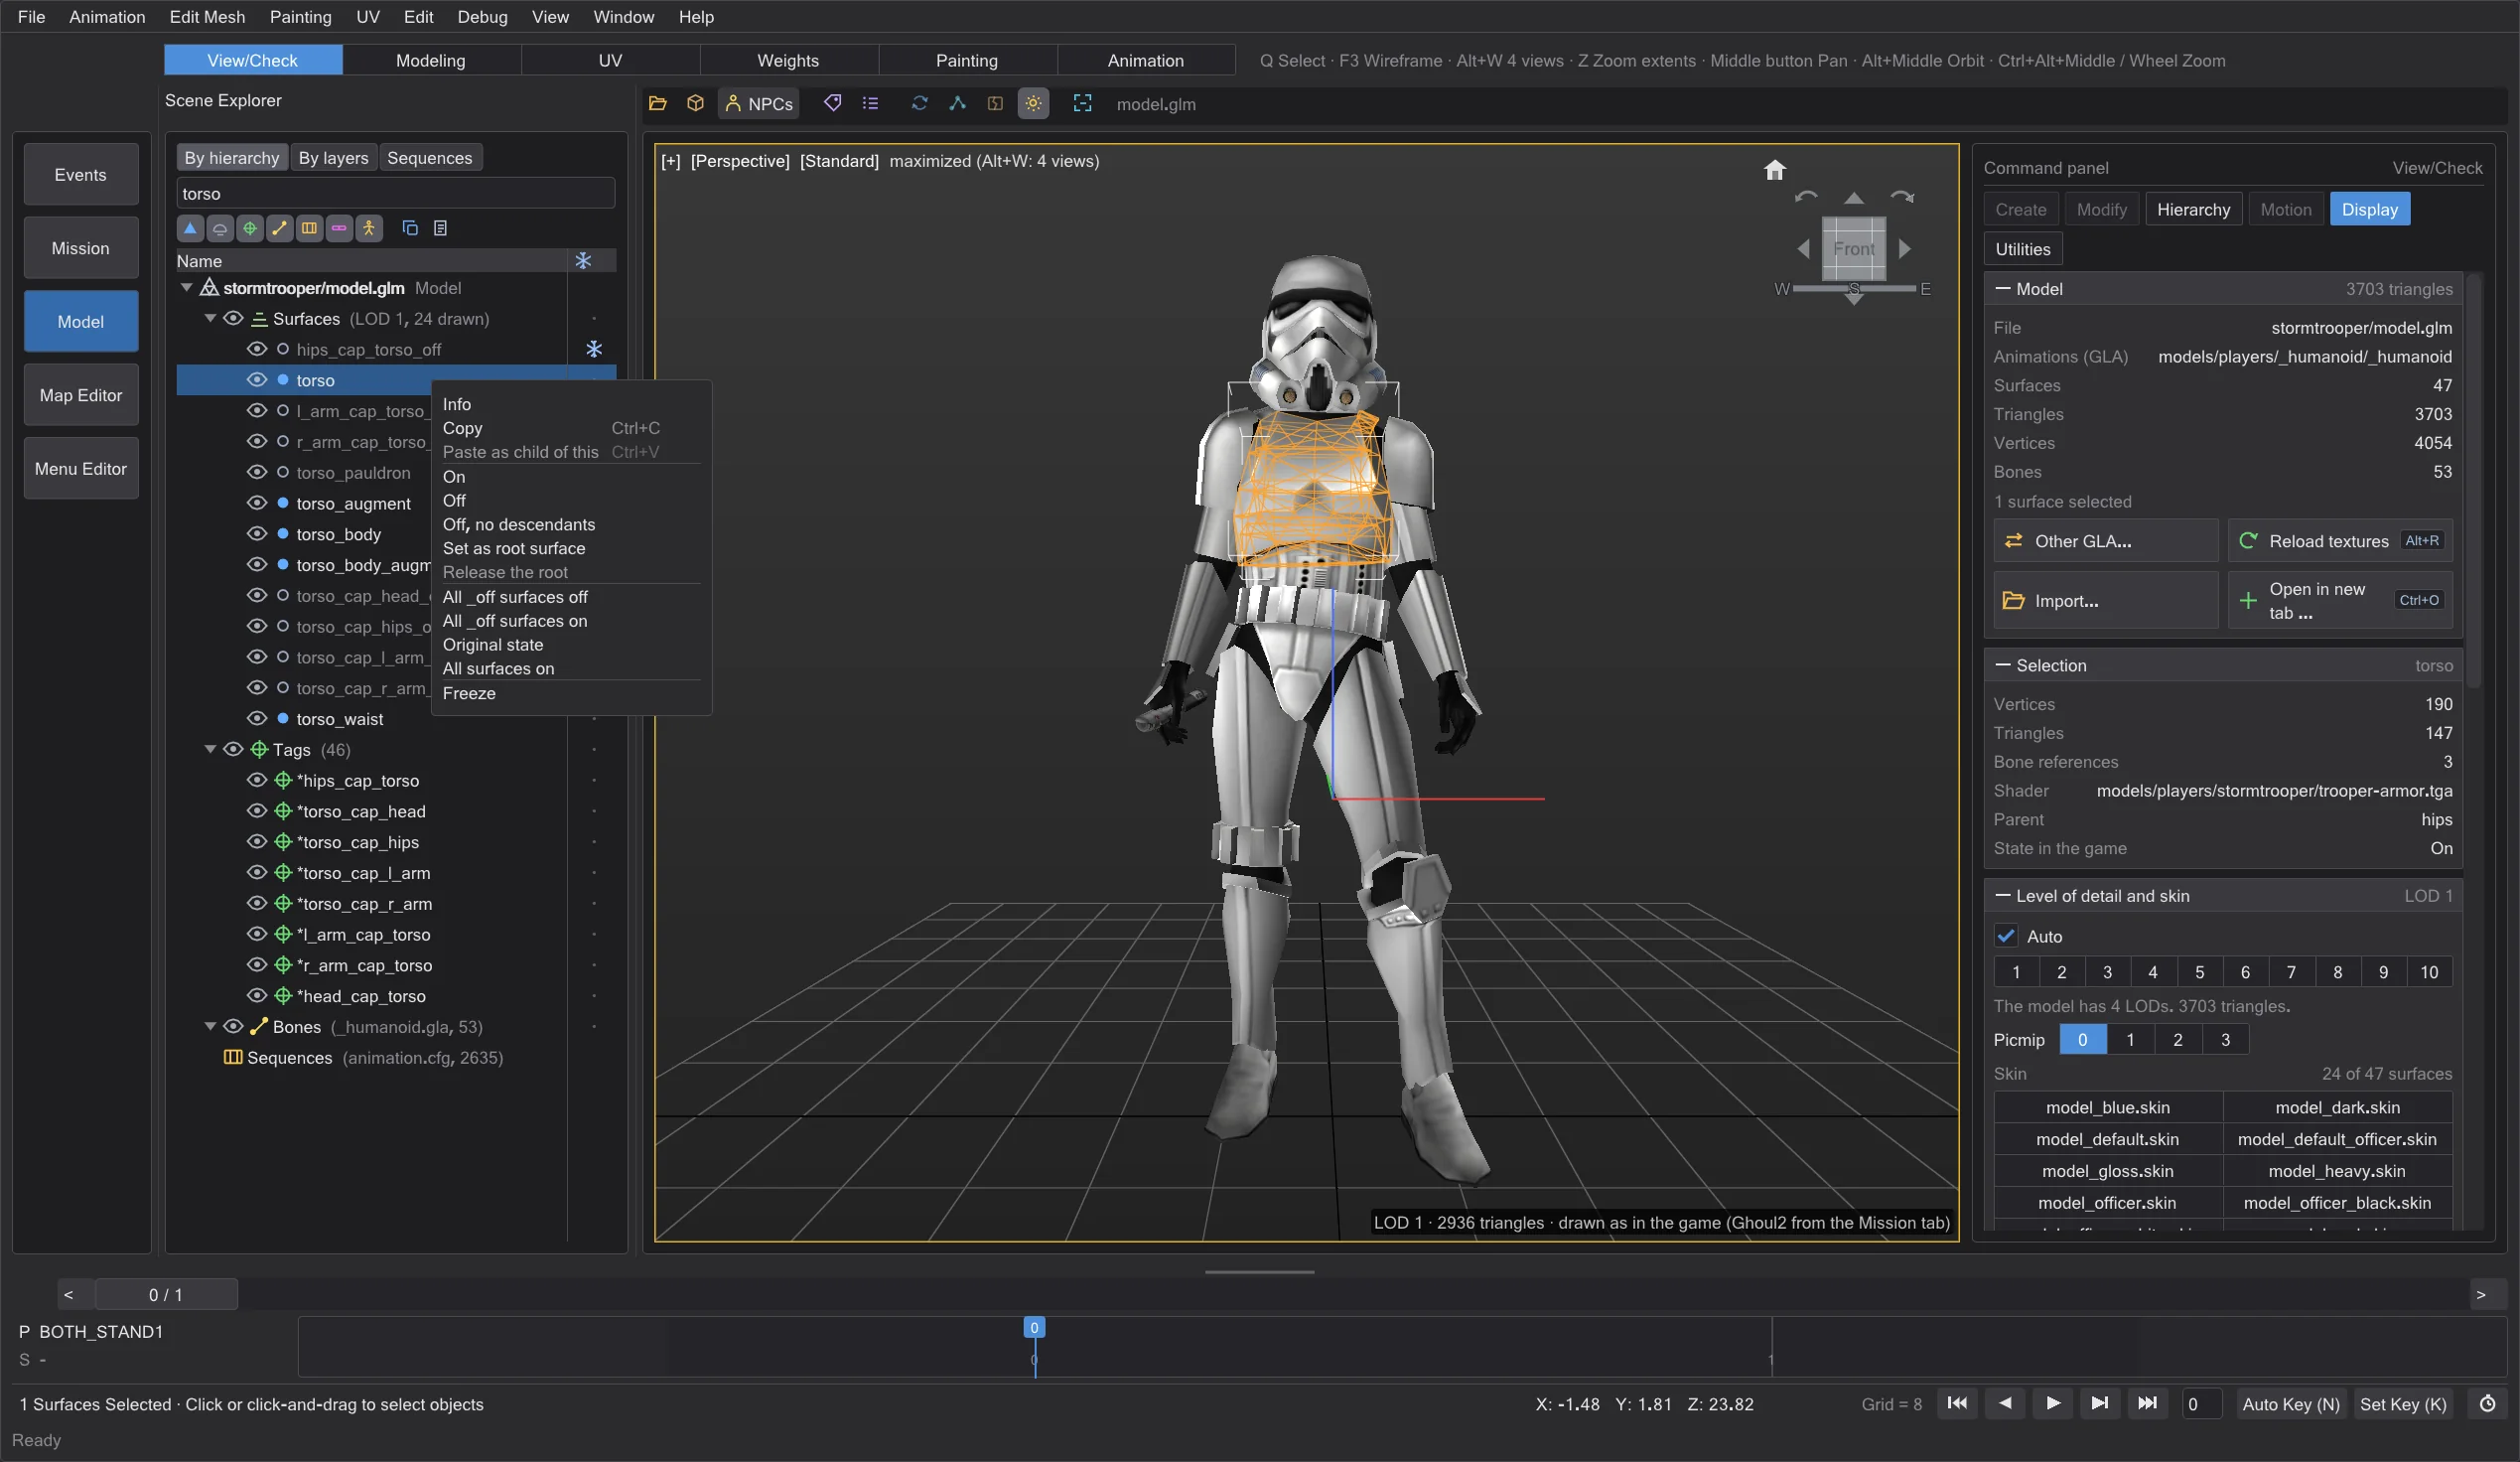 File Animation Edit Mesh Painting UV Edit Debug View Window Help
View/Check Modeling UV Weights Painting Animation Q Select · F3 Wireframe · Alt+W 4 views · Z Zoom extents · Middle button Pan · Alt+Middle Orbit · Ctrl+Alt+Middle / Wheel Zoom
Scene Explorer
NPCs model.glm
Events
Mission
Model
Map Editor
Menu Editor
By hierarchy By layers Sequences
torso
Name
stormtrooper/model.glm Model
Surfaces (LOD 1, 24 drawn)
hips_cap_torso_off
torso
l_arm_cap_torso_
r_arm_cap_torso_
torso_pauldron
torso_augment
torso_body
torso_body_augm
torso_cap_head_
torso_cap_hips_o
torso_cap_l_arm_
torso_cap_r_arm_
torso_waist
Tags (46)
*hips_cap_torso
*torso_cap_head
*torso_cap_hips
*torso_cap_l_arm
*torso_cap_r_arm
*l_arm_cap_torso
*r_arm_cap_torso
*head_cap_torso
Bones (_humanoid.gla, 53)
Sequences (animation.cfg, 2635)
Info
Copy Ctrl+C
Paste as child of this Ctrl+V
On
Off
Off, no descendants
Set as root surface
Release the root
All _off surfaces off
All _off surfaces on
Original state
All surfaces on
Freeze
[+] [Perspective] [Standard] maximized (Alt+W: 4 views)
Front
W S E
LOD 1 · 2936 triangles · drawn as in the game (Ghoul2 from the Mission tab)
Command panel View/Check
Create Modify Hierarchy Motion Display
Utilities
Model 3703 triangles
File stormtrooper/model.glm
Animations (GLA) models/players/_humanoid/_humanoid
Surfaces 47
Triangles 3703
Vertices 4054
Bones 53
1 surface selected
Other GLA... Reload textures Alt+R
Import... Open in new tab ... Ctrl+O
Selection torso
Vertices 190
Triangles 147
Bone references 3
Shader models/players/stormtrooper/trooper-armor.tga
Parent hips
State in the game On
Level of detail and skin LOD 1
Auto
1 2 3 4 5 6 7 8 9 10
The model has 4 LODs. 3703 triangles.
Picmip 0 1 2 3
Skin 24 of 47 surfaces
model_blue.skin model_dark.skin
model_default.skin model_default_officer.skin
model_gloss.skin model_heavy.skin
model_officer.skin model_officer_black.skin
< 0 / 1 >
P BOTH_STAND1
S -
0
0 1
1 Surfaces Selected · Click or click-and-drag to select objects
X: -1.48 Y: 1.81 Z: 23.82 Grid = 8 0 Auto Key (N) Set Key (K)
Ready